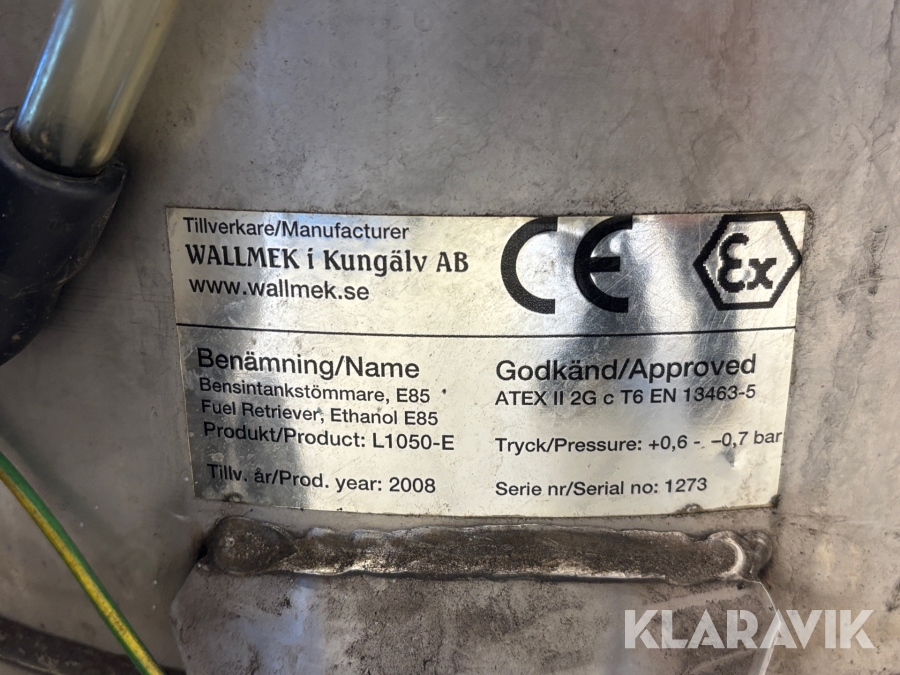 Tillverkare/Manufacturer
WALLMEK i Kungälv AB
www.wallmek.se
CE
Ex
Benämning/Name
Bensintankstömmare, E85
Fuel Retriever, Ethanol E85
Produkt/Product: L1050-E
Tillv. år/Prod. year: 2008
Godkänd/Approved
ATEX II 2G c T6 EN 13463-5
Tryck/Pressure: +0,6 - -0,7 bar
Serie nr/Serial no: 1273
KLARAVIK